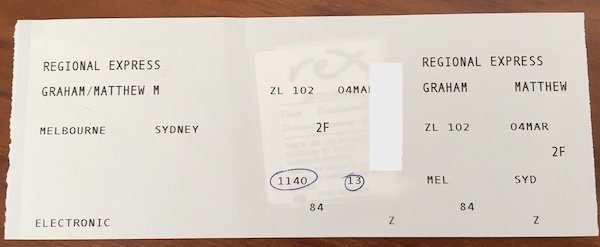 REGIONAL EXPRESS
GRAHAM/MATTHEW M
ZL 102 04MAR
MELBOURNE SYDNEY
2F
1140 13
84
ELECTRONIC
Z
REGIONAL EXPRESS
GRAHAM MATTHEW
ZL 102 04MAR
2F
MEL SYD
84
Z